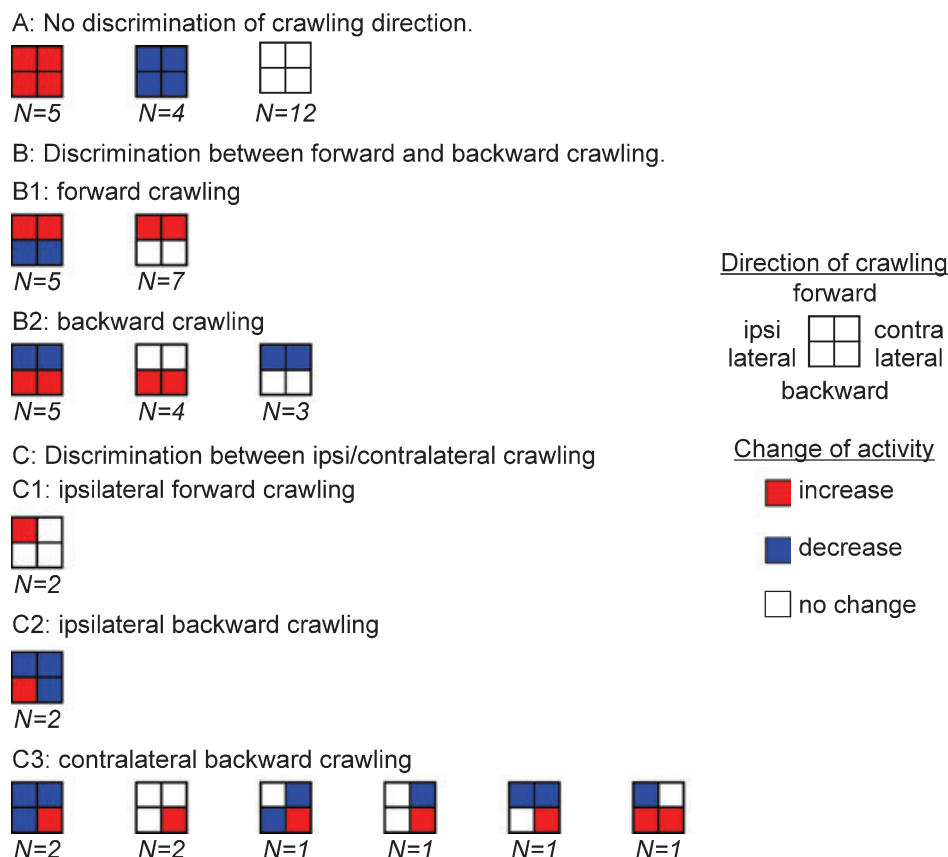 A: No discrimination of crawling direction.
N=5 N=4 N=12
B: Discrimination between forward and backward crawling.
B1: forward crawling
N=5 N=7
B2: backward crawling
N=5 N=4 N=3
C: Discrimination between ipsi/contralateral crawling
C1: ipsilateral forward crawling
N=2
C2: ipsilateral backward crawling
N=2
C3: contralateral backward crawling
N=2 N=2 N=1 N=1 N=1 N=1
Direction of crawling
forward
ipsi contra
lateral lateral
backward
Change of activity
increase
decrease
no change